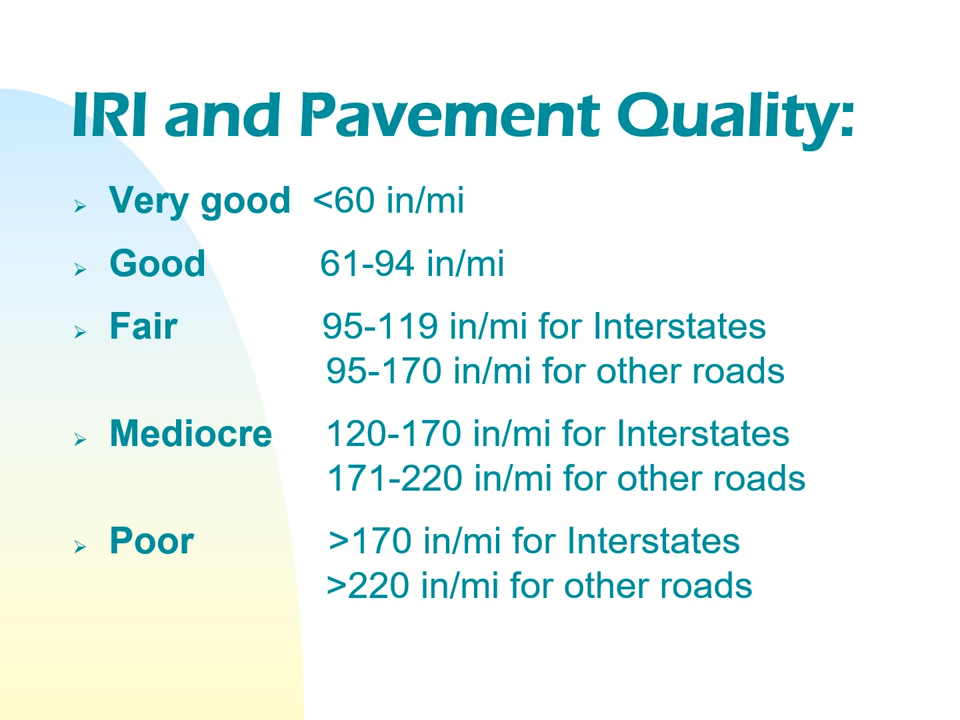 IRI and Pavement Quality:
Very good <60 in/mi
Good 61-94 in/mi
Fair 95-119 in/mi for Interstates
95-170 in/mi for other roads
Mediocre 120-170 in/mi for Interstates
171-220 in/mi for other roads
Poor >170 in/mi for Interstates
>220 in/mi for other roads